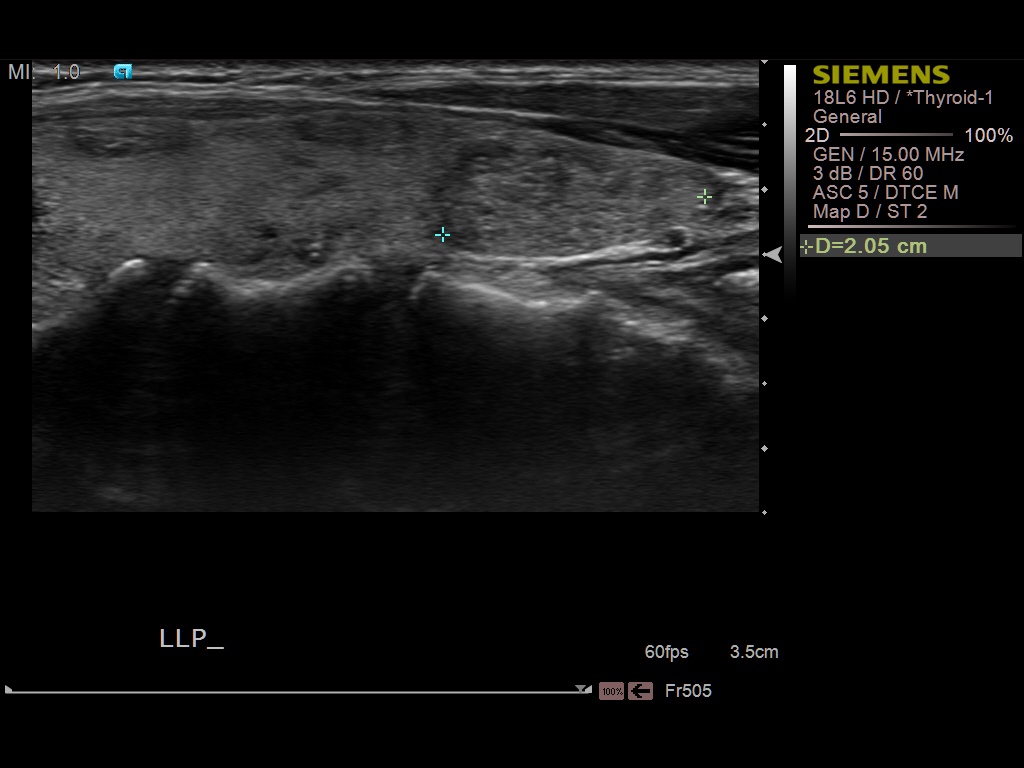 MI: 1.0
SIEMENS
18L6 HD / *Thyroid-1
General
2D 100%
GEN / 15.00 MHz
3 dB / DR 60
ASC 5 / DTCE M
Map D / ST 2
D=2.05 cm
LLP_
60fps 3.5cm
100% Fr505